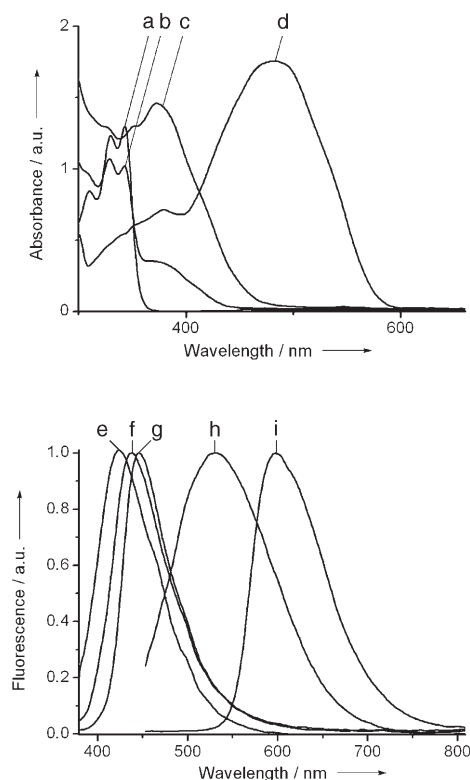 a b c d
2
1
0
Absorbance / a.u.
400 600
Wavelength / nm
e f g h i
1.0
0.8
0.6
0.4
0.2
0.0
Fluorescence / a.u.
400 500 600 700 800
Wavelength / nm